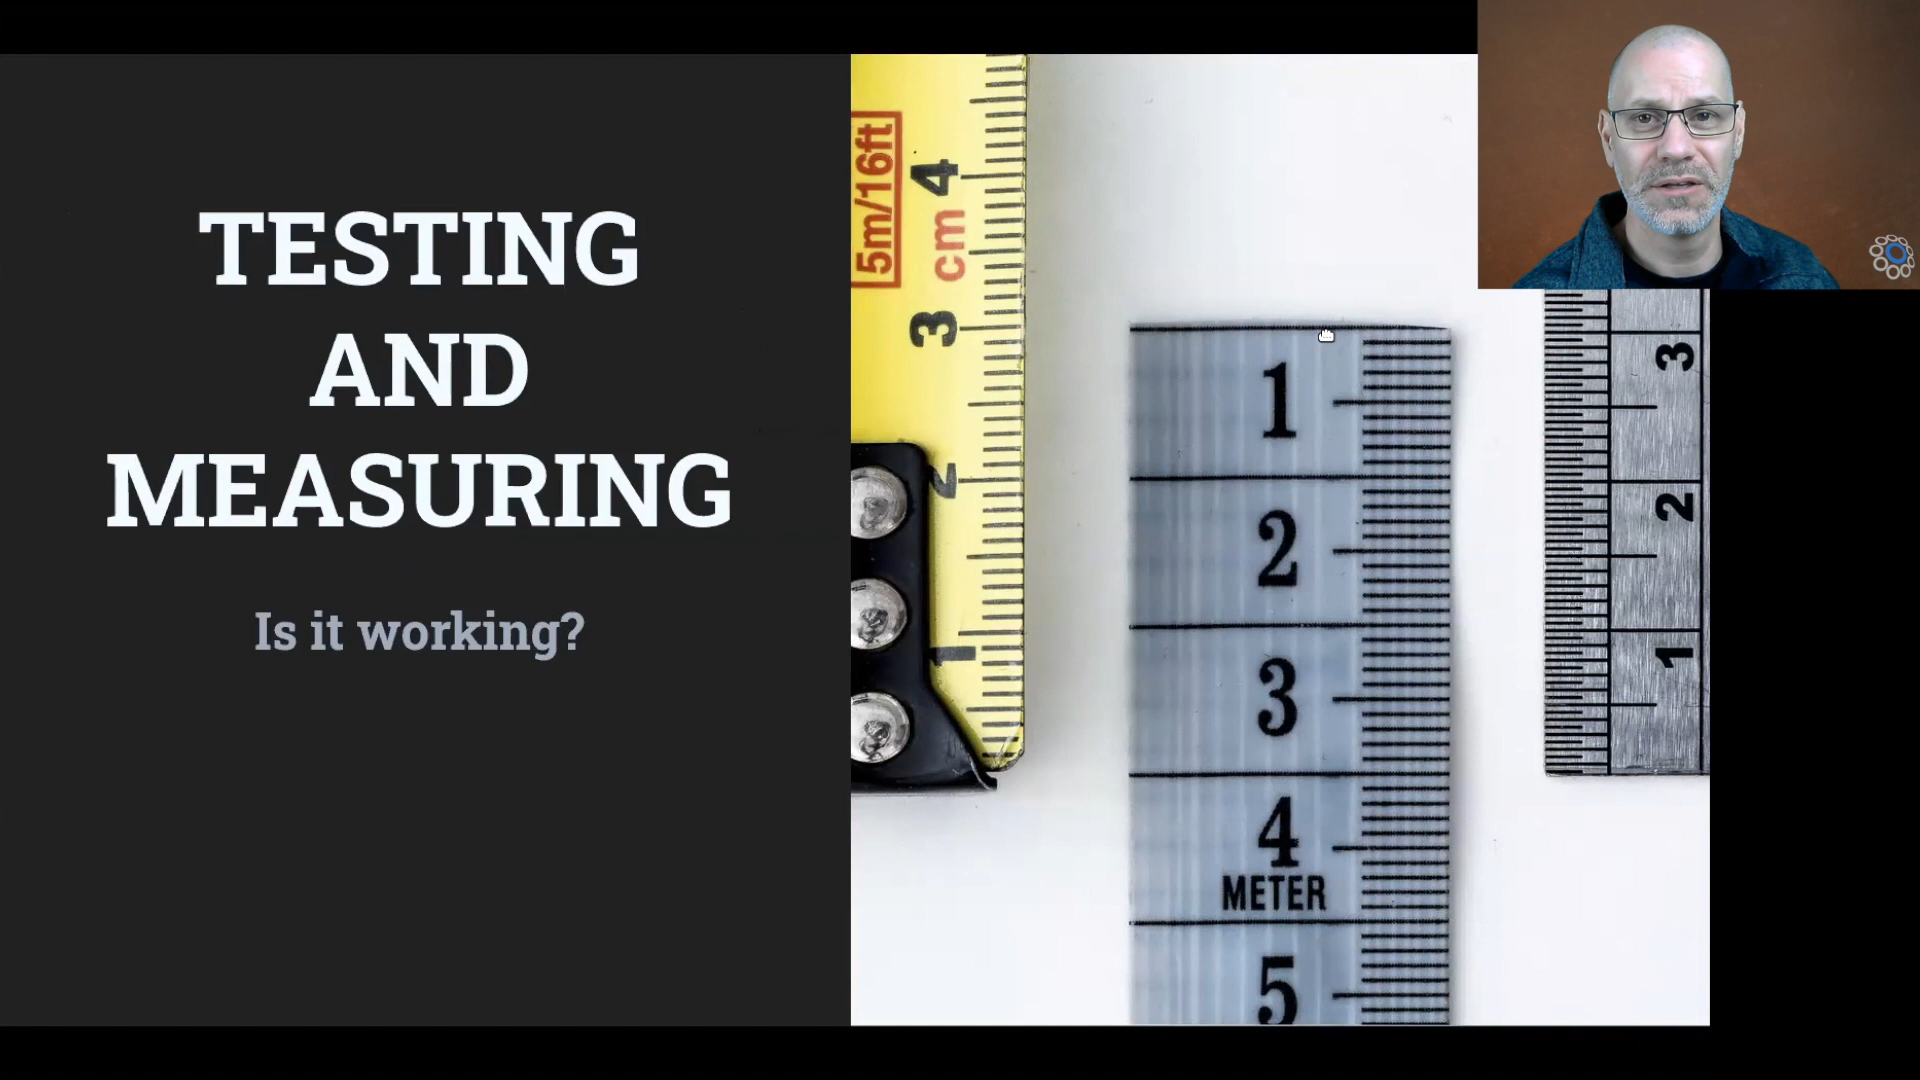 TESTING
AND
MEASURING
Is it working?
5m/16ft
4
cm
3
2
1
1
2
3
4
METER
5
3
2
1